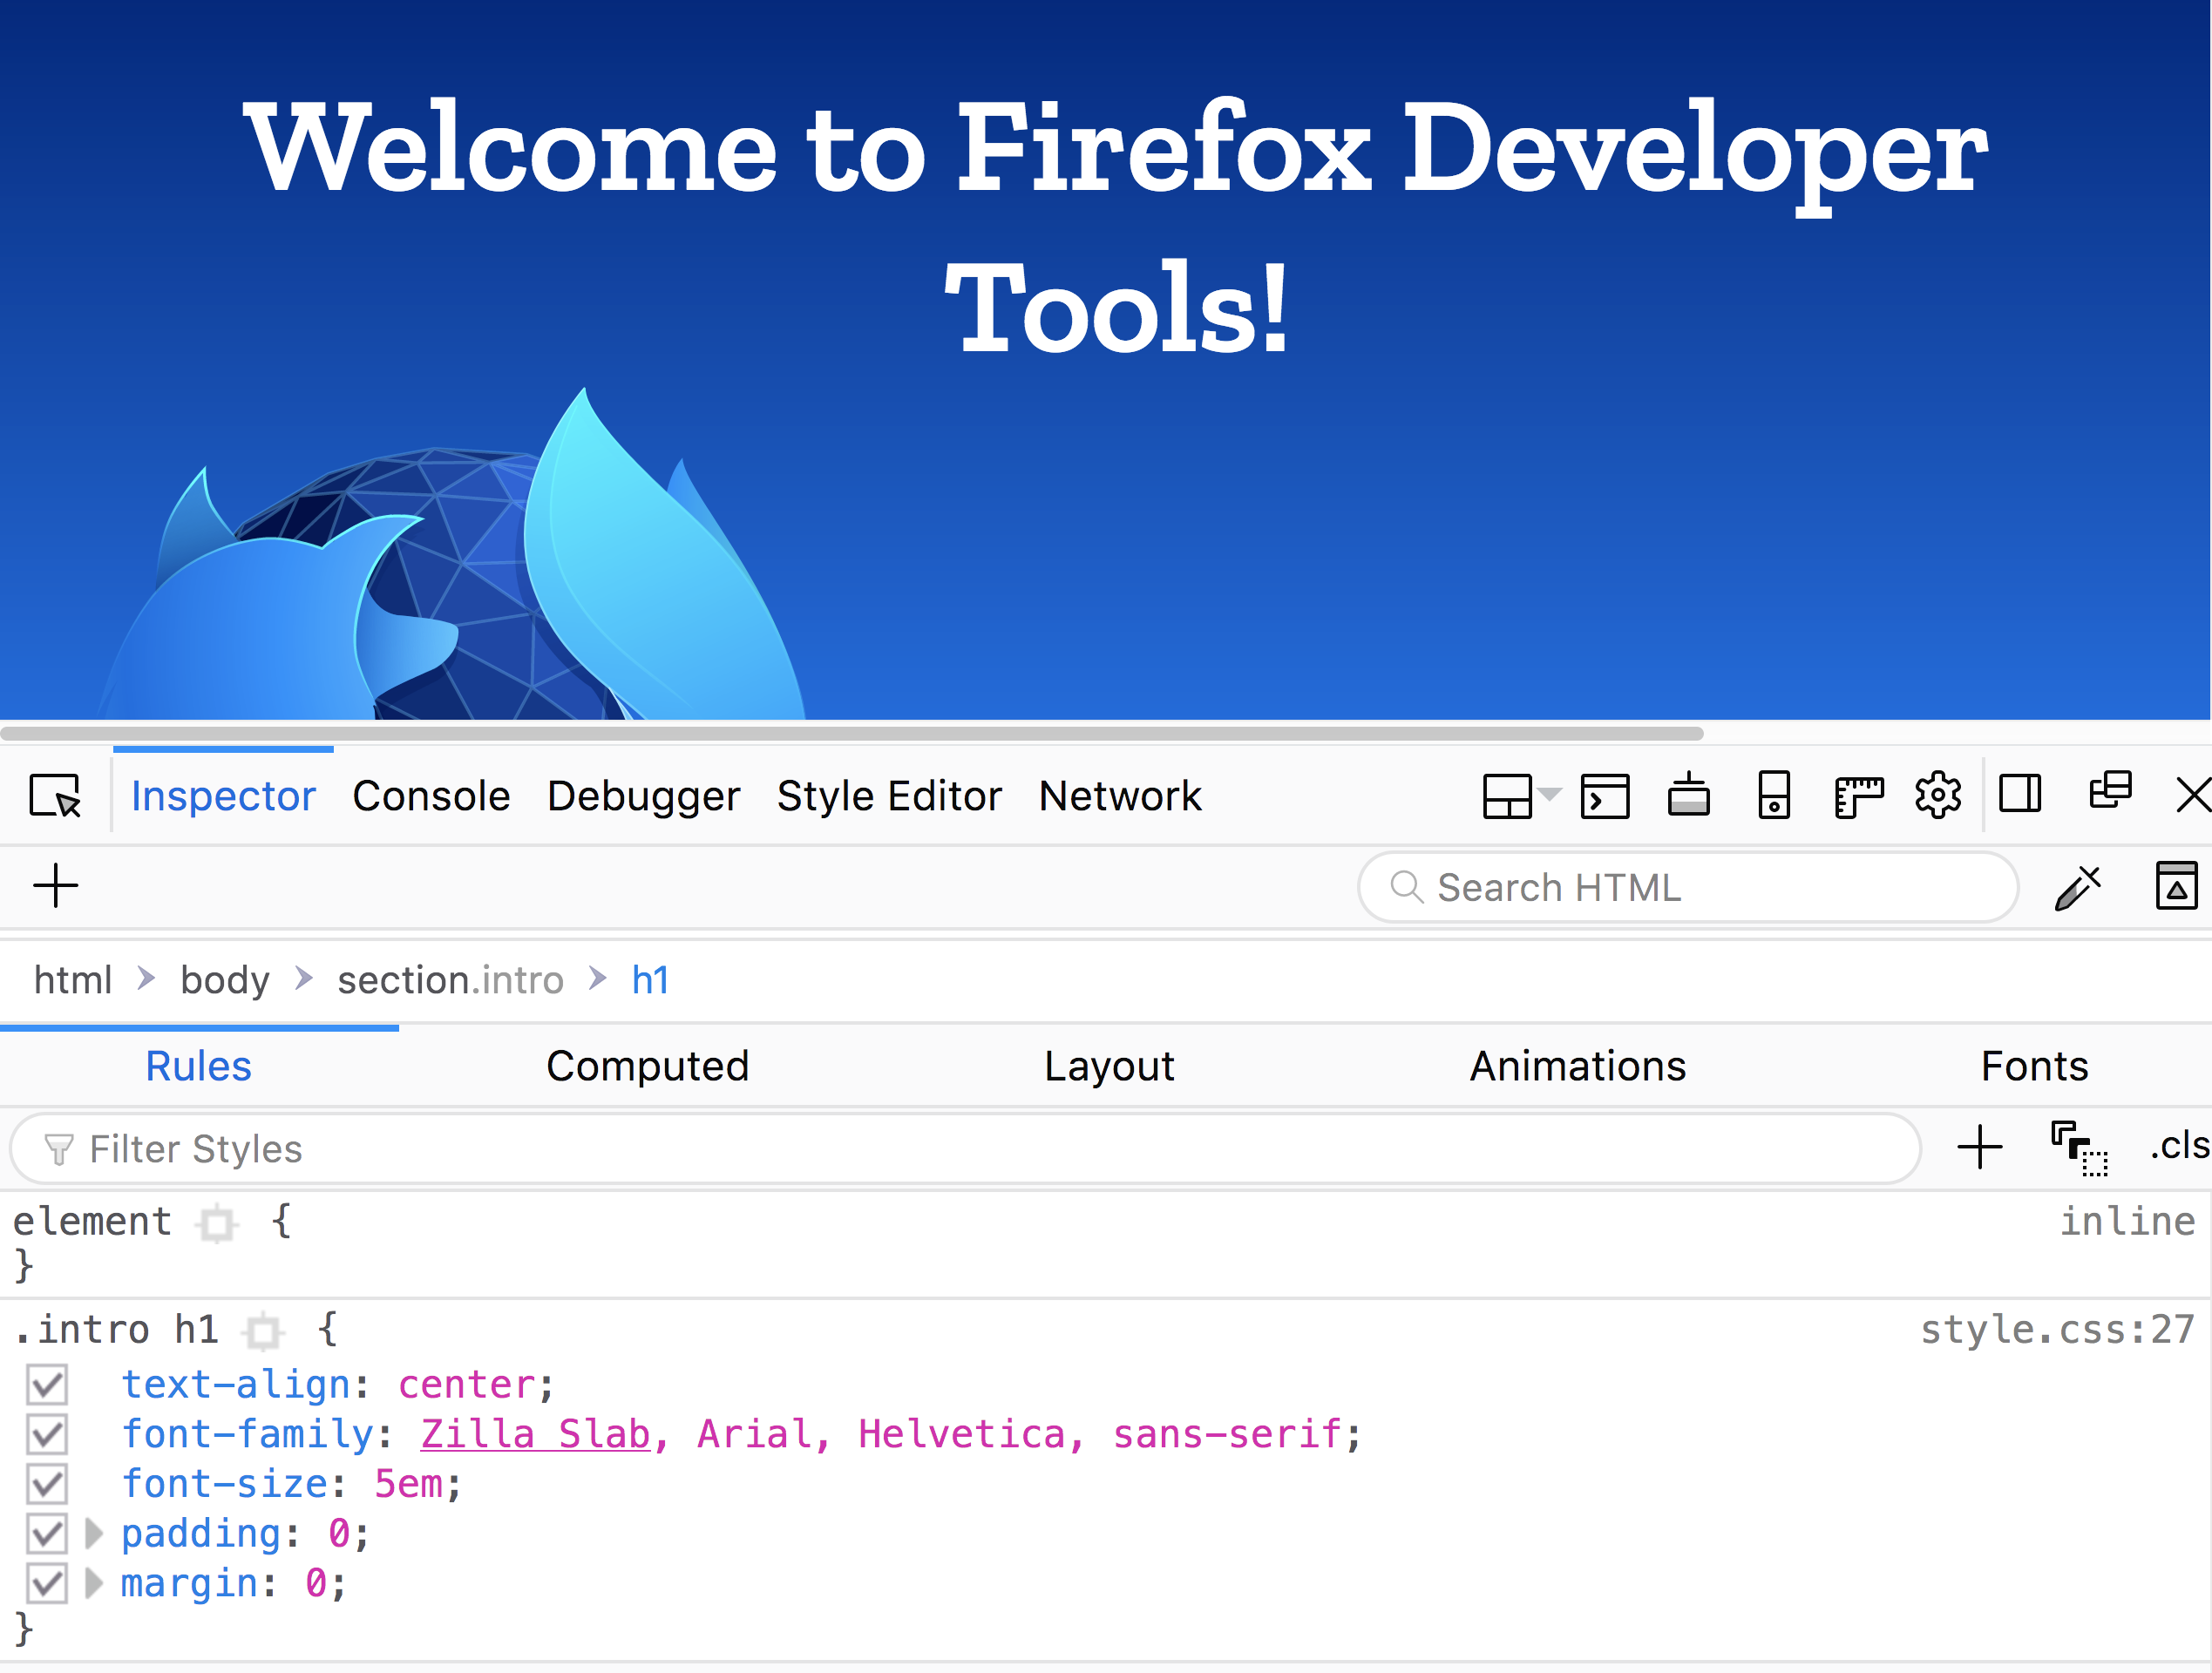 Welcome to Firefox Developer
Tools!
Inspector Console Debugger Style Editor Network
Search HTML
html body section.intro h1
Rules Computed Layout Animations Fonts
Filter Styles .cls
element { inline
}
.intro h1 { style.css:27
text-align: center;
font-family: Zilla Slab, Arial, Helvetica, sans-serif;
font-size: 5em;
padding: 0;
margin: 0;
}